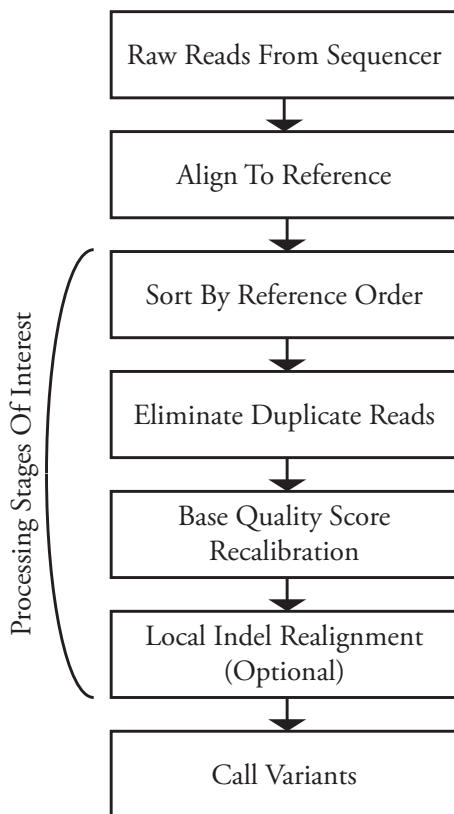 Raw Reads From Sequencer
Align To Reference
Processing Stages Of Interest
Sort By Reference Order
Eliminate Duplicate Reads
Base Quality Score
Recalibration
Local Indel Realignment
(Optional)
Call Variants